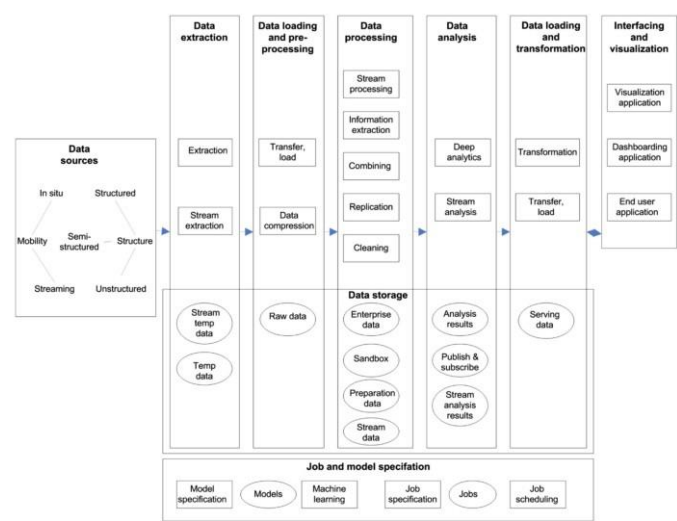 Data
extraction
Data loading
and pre-
processing
Data
processing
Data
analysis
Data loading
and
transformation
Interfacing
and
visualization
Stream
processing
Visualization
application
Information
extraction
Data
sources
Extraction
Transfer,
load
Combining
Deep
analytics
Transformation
Dashboarding
application
In situ
Structured
Mobility
Semi-
structured
Structure
Streaming
Unstructured
Stream
extraction
Data
compression
Replication
Stream
analysis
Transfer,
load
End user
application
Cleaning
Data storage
Stream
temp
data
Raw data
Enterprise
data
Analysis
results
Serving
data
Temp
data
Sandbox
Publish &
subscribe
Preparation
data
Stream
analysis
results
Stream
data
Job and model specifation
Model
specification
Models
Machine
learning
Job
specification
Jobs
Job
scheduling